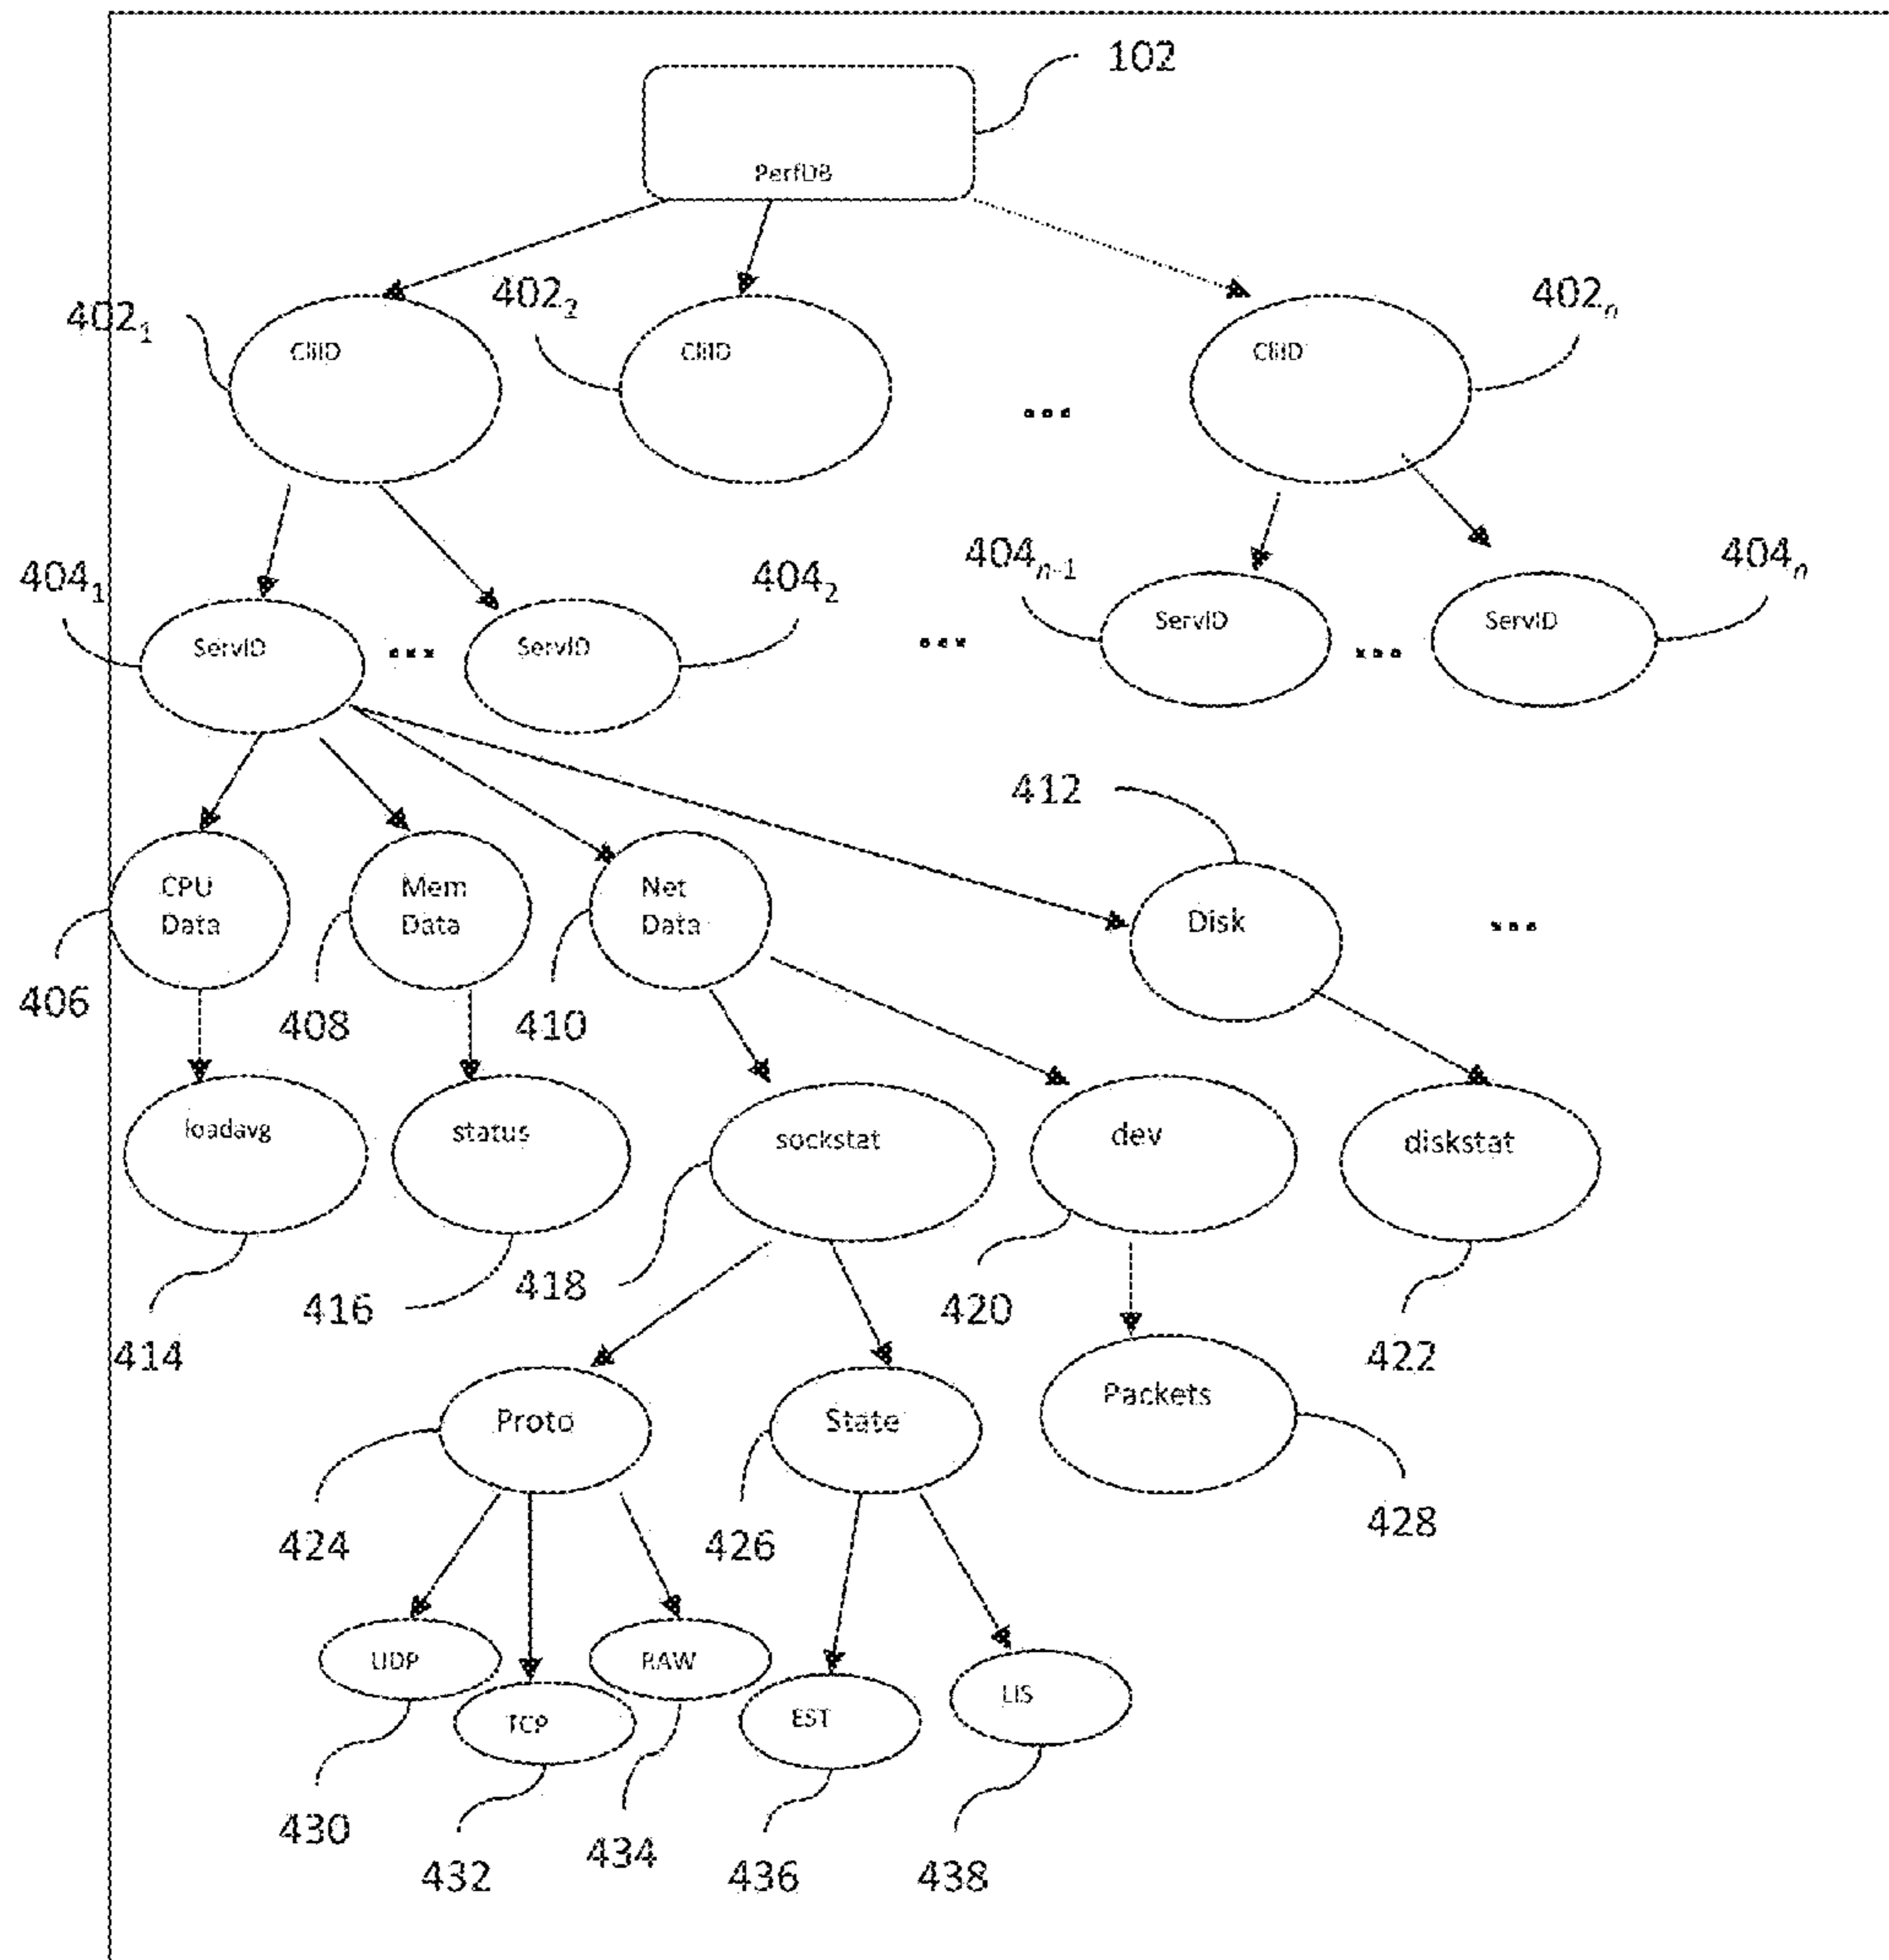 102
PerfDB
402₁
402₂
402ₙ
CliID
CliID
CliID
...
404₁
404₂
404ₙ₋₁
404ₙ
ServID
...
ServID
...
ServID
...
ServID
412
CPU
Data
Mem
Data
Net
Data
Disk
...
406
408
410
loadavg
status
sockstat
dev
diskstat
414
416
418
420
422
Proto
State
Packets
424
426
428
UDP
TCP
RAW
EST
LIS
430
432
434
436
438